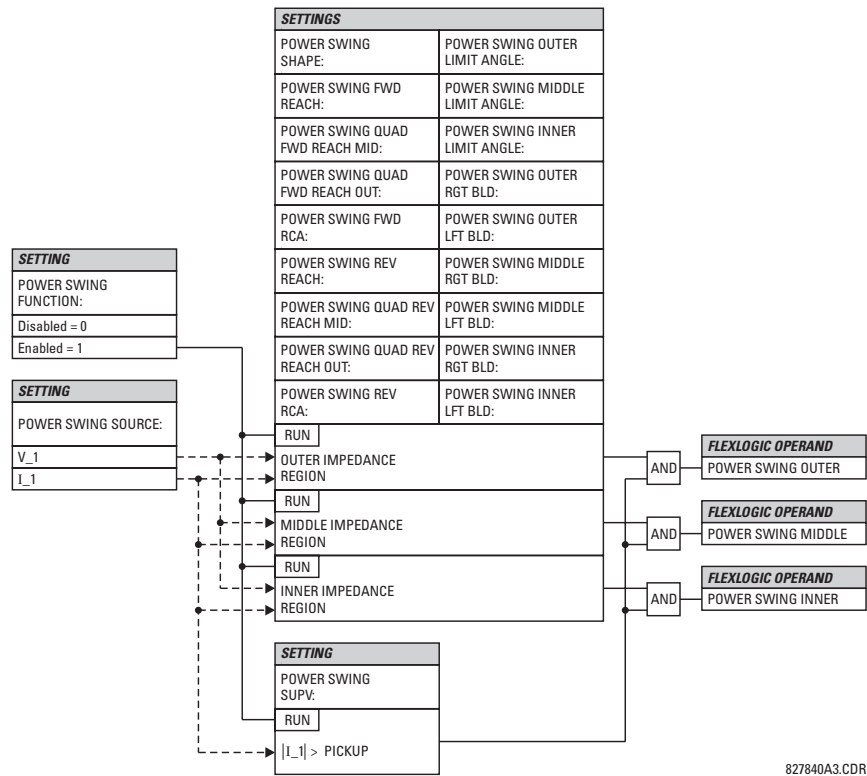 SETTINGS
POWER SWING
SHAPE:
POWER SWING OUTER
LIMIT ANGLE:
POWER SWING FWD
REACH:
POWER SWING MIDDLE
LIMIT ANGLE:
POWER SWING QUAD
FWD REACH MID:
POWER SWING INNER
LIMIT ANGLE:
POWER SWING QUAD
FWD REACH OUT:
POWER SWING OUTER
RGT BLD:
POWER SWING FWD
RCA:
POWER SWING OUTER
LFT BLD:
POWER SWING REV
REACH:
POWER SWING MIDDLE
RGT BLD:
POWER SWING QUAD REV
REACH MID:
POWER SWING MIDDLE
LFT BLD:
POWER SWING QUAD REV
REACH OUT:
POWER SWING INNER
RGT BLD:
POWER SWING REV
RCA:
POWER SWING INNER
LFT BLD:
SETTING
POWER SWING
FUNCTION:
Disabled = 0
Enabled = 1
SETTING
POWER SWING SOURCE:
V_1
I_1
RUN
OUTER IMPEDANCE
REGION
RUN
MIDDLE IMPEDANCE
REGION
RUN
INNER IMPEDANCE
REGION
AND
FLEXLOGIC OPERAND
POWER SWING OUTER
AND
FLEXLOGIC OPERAND
POWER SWING MIDDLE
AND
FLEXLOGIC OPERAND
POWER SWING INNER
SETTING
POWER SWING
SUPV:
RUN
|I_1| > PICKUP
827840A3.CDR